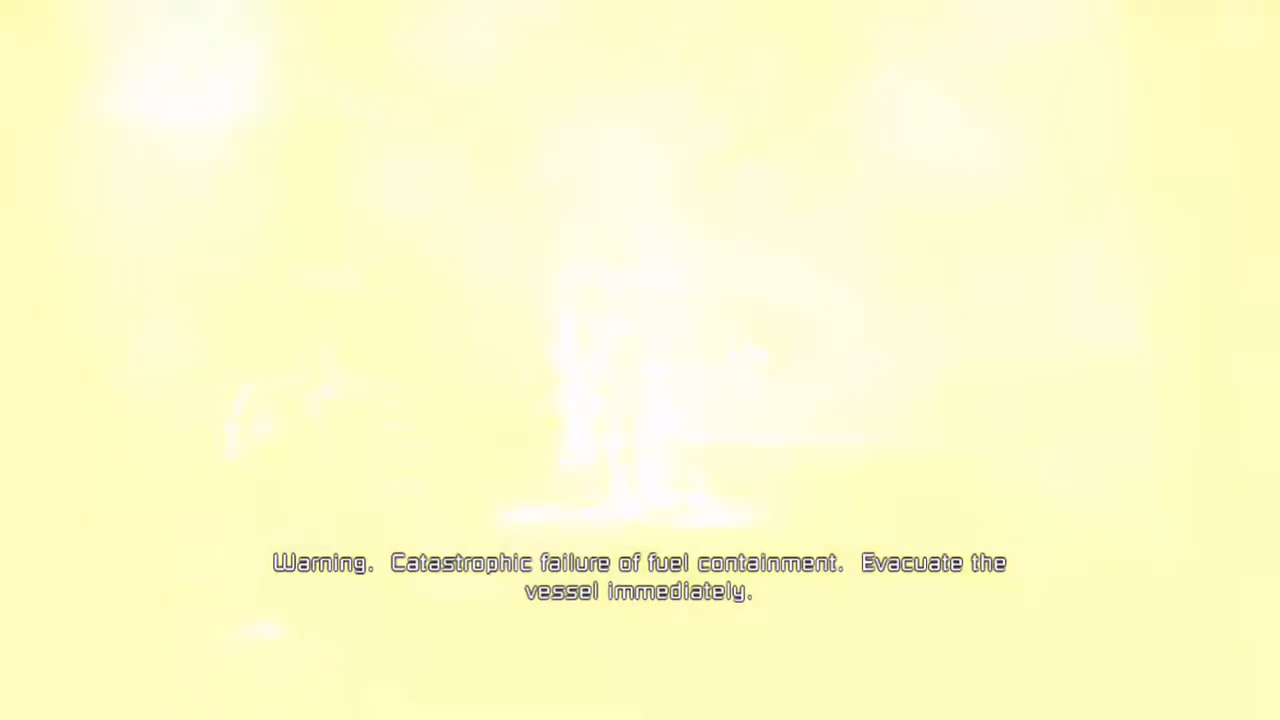 Warning.  Catastrophic failure of fuel containment.  Evacuate the
vessel immediately.